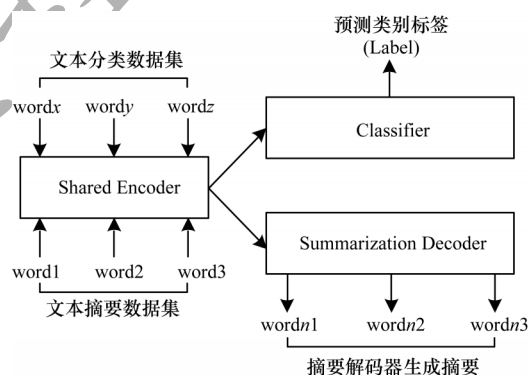 预测类别标签
(Label)
文本分类数据集
wordx wordy wordz
Classifier
Shared Encoder
Summarization Decoder
word1 word2 word3
文本摘要数据集
wordn1 wordn2 wordn3
摘要解码器生成摘要